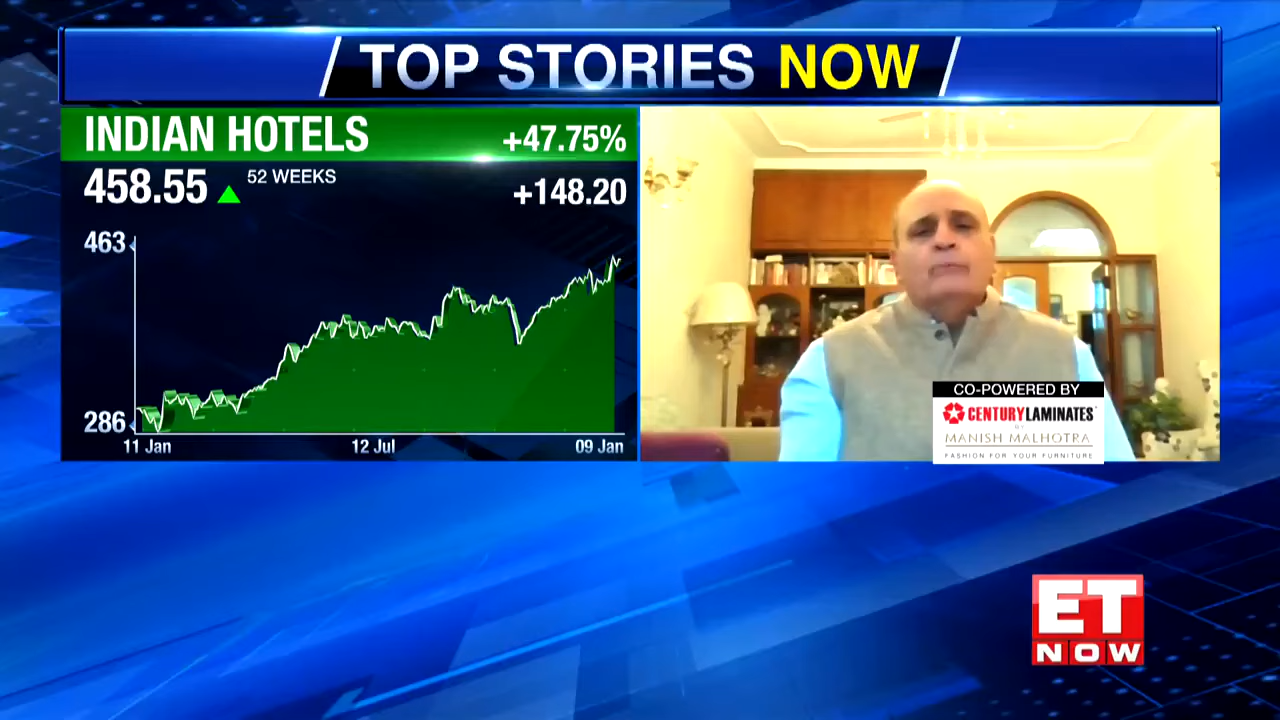 TOP STORIES NOW
INDIAN HOTELS +47.75%
458.55 52 WEEKS +148.20
463
286
11 Jan 12 Jul 09 Jan
CO-POWERED BY
CENTURYLAMINATES
BY
MANISH MALHOTRA
FASHION FOR YOUR FURNITURE
ET
NOW